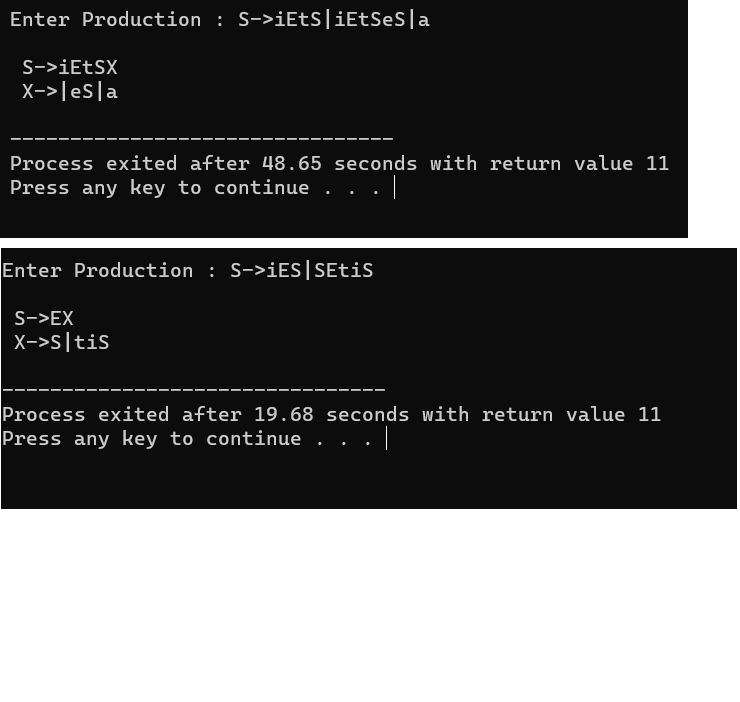 Enter Production : S->iEtS|iEtSeS|a
S->iEtSX
X->|eS|a
--------------------------------
Process exited after 48.65 seconds with return value 11
Press any key to continue . . .
Enter Production : S->iES|SEtiS
S->EX
X->S|tiS
--------------------------------
Process exited after 19.68 seconds with return value 11
Press any key to continue . . .